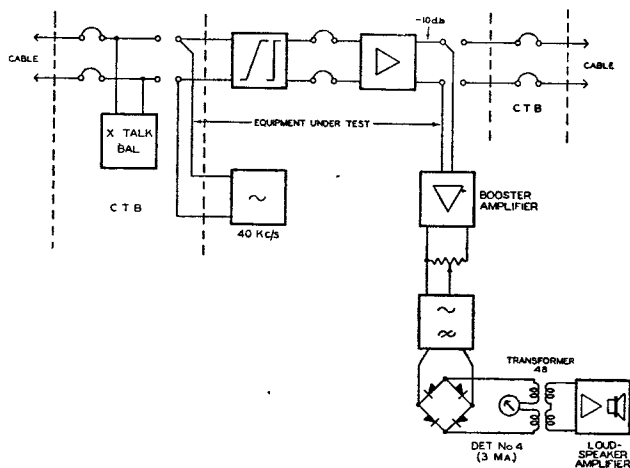 -10db
CABLE
CABLE
C T B
X TALK
BAL
EQUIPMENT UNDER TEST
C T B
40 Kc/s
BOOSTER
AMPLIFIER
TRANSFORMER
48
DET No 4
(3 MA.)
LOUD-
SPEAKER
AMPLIFIER